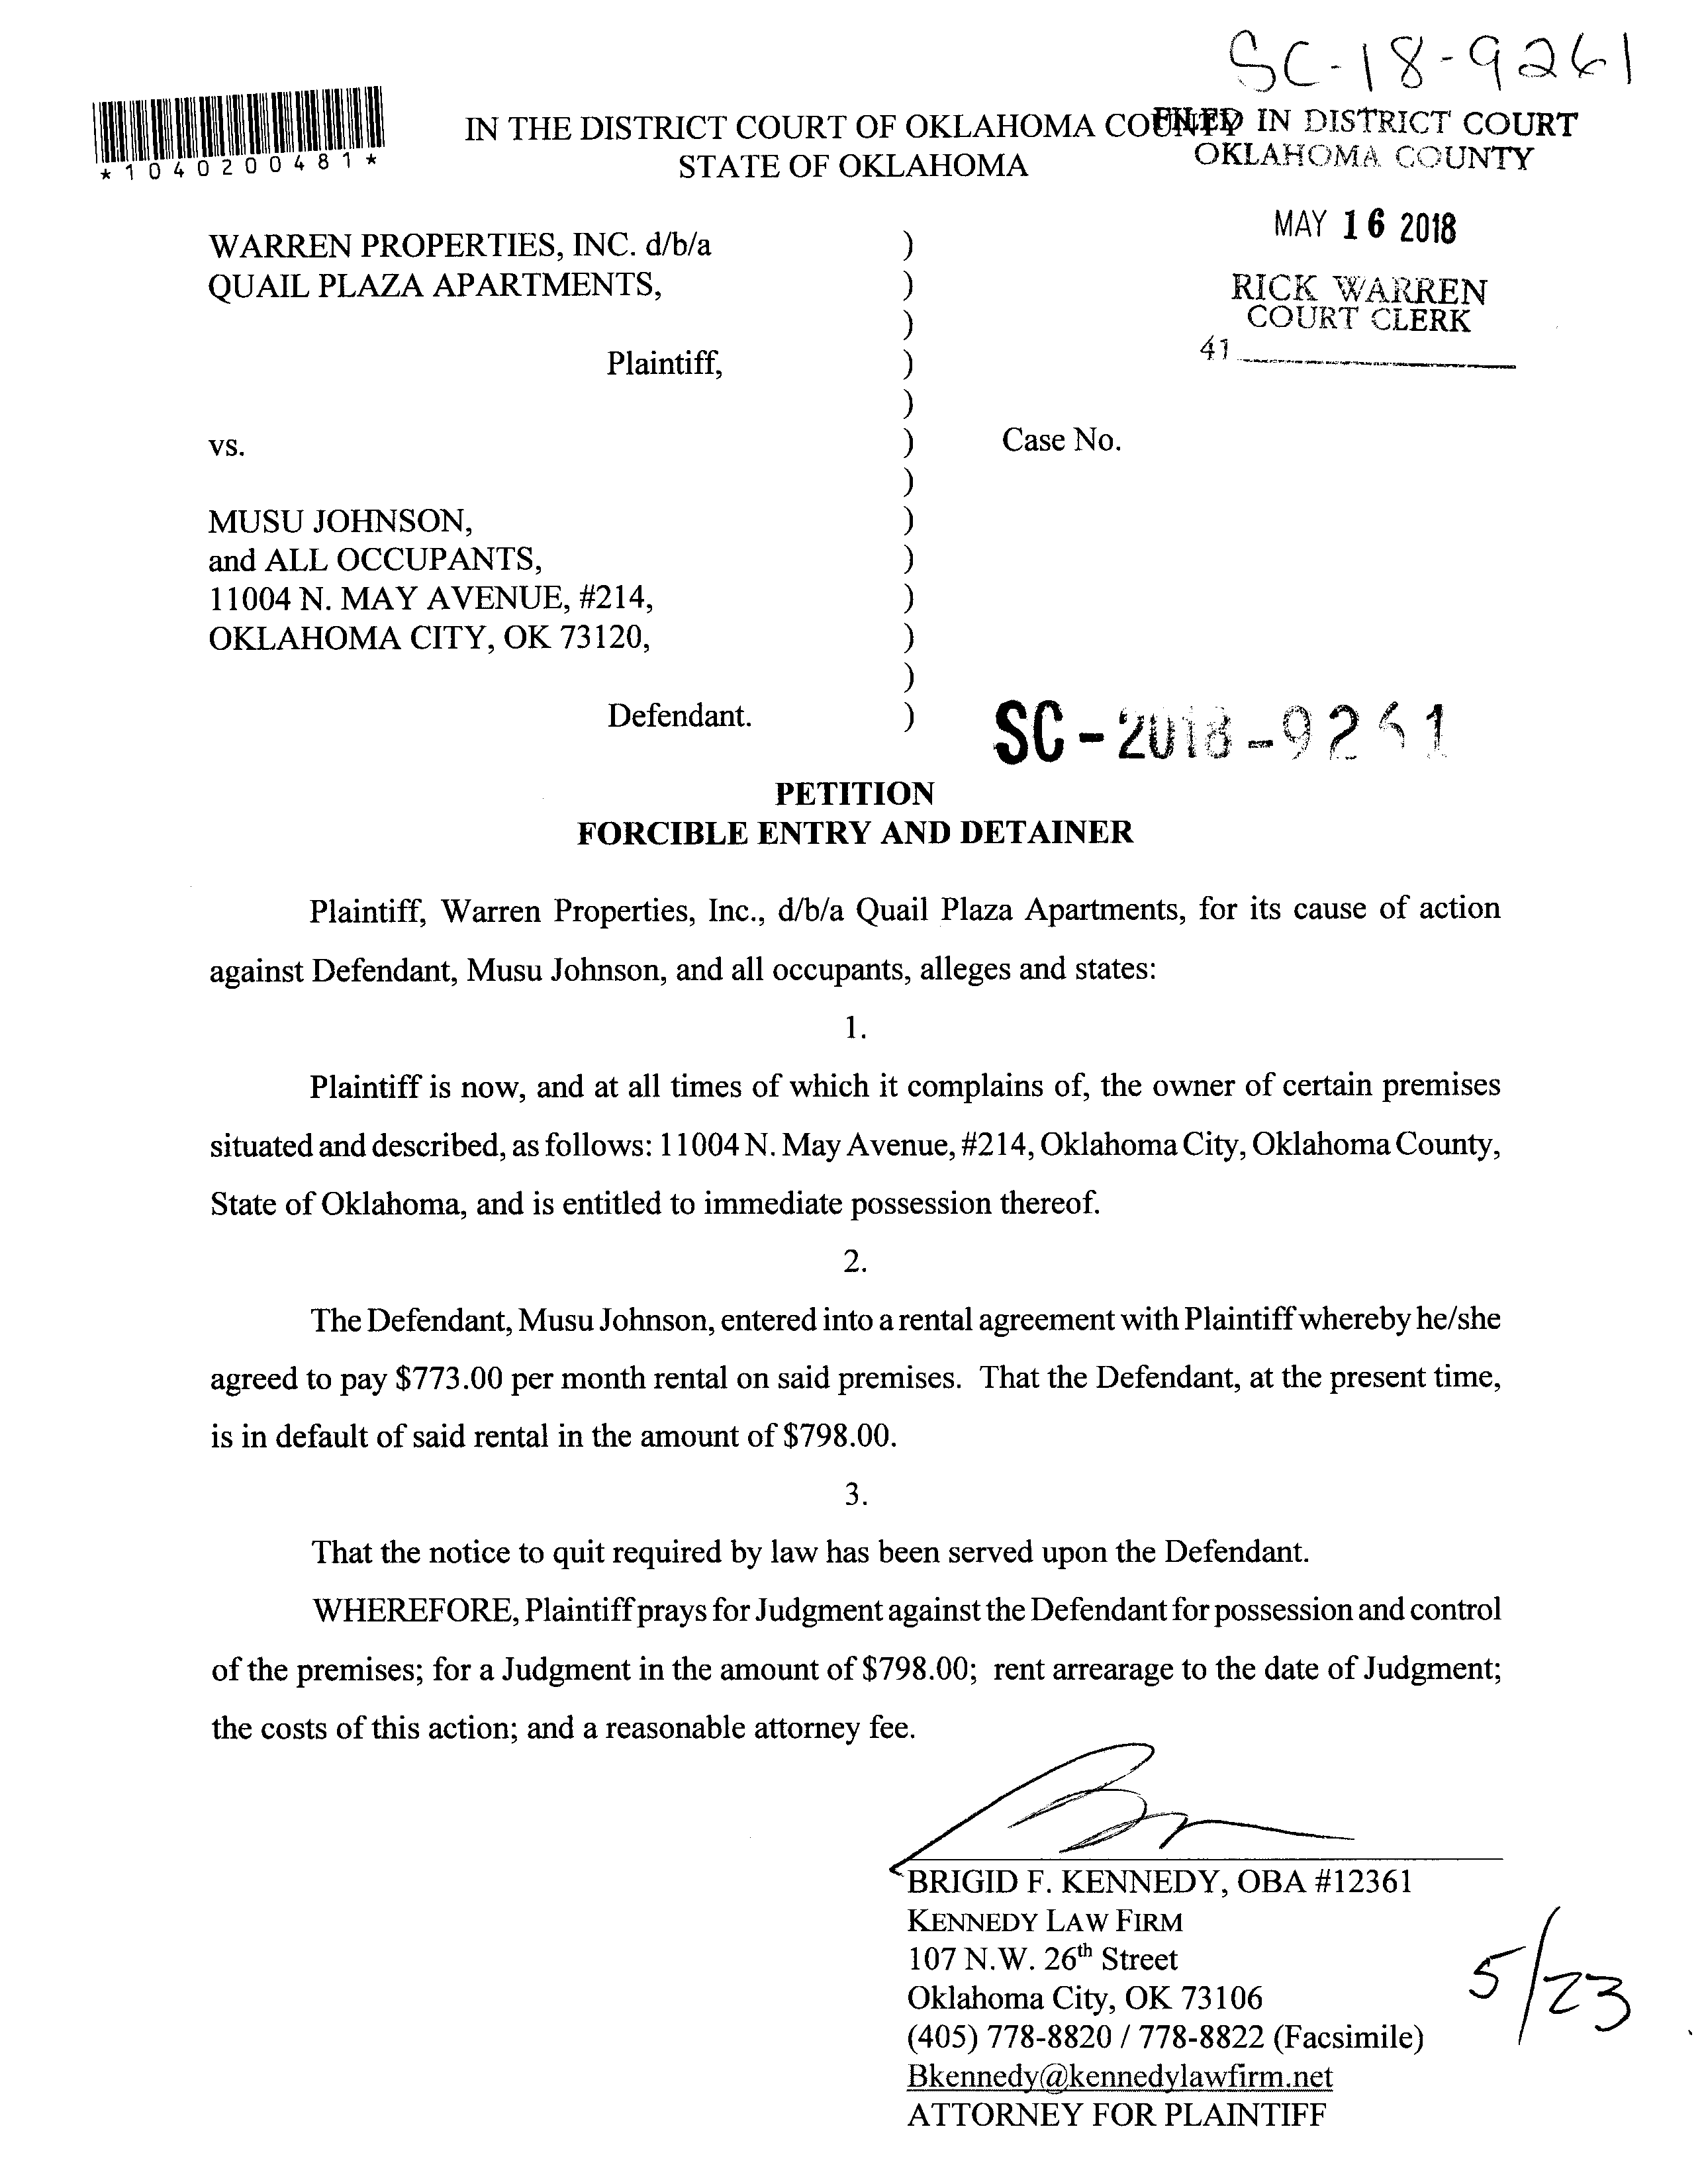 SC-18-9261
*1040200481*
IN THE DISTRICT COURT OF OKLAHOMA COUNTY
STATE OF OKLAHOMA
FILED IN DISTRICT COURT
OKLAHOMA COUNTY
MAY 16 2018
RICK WARREN
COURT CLERK
41
WARREN PROPERTIES, INC. d/b/a )
QUAIL PLAZA APARTMENTS, )
)
Plaintiff, )
)
vs. ) Case No.
)
MUSU JOHNSON, )
and ALL OCCUPANTS, )
11004 N. MAY AVENUE, #214, )
OKLAHOMA CITY, OK 73120, )
)
Defendant. )
SC-2018-9261
PETITION
FORCIBLE ENTRY AND DETAINER
Plaintiff, Warren Properties, Inc., d/b/a Quail Plaza Apartments, for its cause of action
against Defendant, Musu Johnson, and all occupants, alleges and states:
1.
Plaintiff is now, and at all times of which it complains of, the owner of certain premises
situated and described, as follows: 11004 N. May Avenue, #214, Oklahoma City, Oklahoma County,
State of Oklahoma, and is entitled to immediate possession thereof.
2.
The Defendant, Musu Johnson, entered into a rental agreement with Plaintiff whereby he/she
agreed to pay $773.00 per month rental on said premises. That the Defendant, at the present time,
is in default of said rental in the amount of $798.00.
3.
That the notice to quit required by law has been served upon the Defendant.
WHEREFORE, Plaintiff prays for Judgment against the Defendant for possession and control
of the premises; for a Judgment in the amount of $798.00; rent arrearage to the date of Judgment;
the costs of this action; and a reasonable attorney fee.
BRIGID F. KENNEDY, OBA #12361
KENNEDY LAW FIRM
107 N.W. 26th Street
Oklahoma City, OK 73106
(405) 778-8820 / 778-8822 (Facsimile)
Bkennedy@kennedylawfirm.net
ATTORNEY FOR PLAINTIFF
5/23